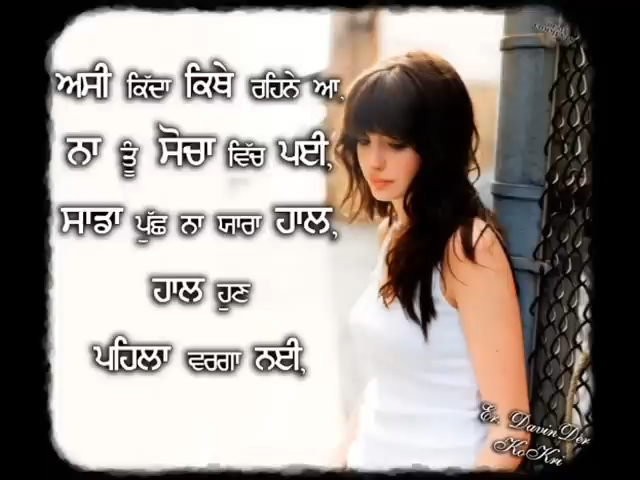 ਅਸੀ ਕਿੱਦਾ ਕਿਥੇ ਰਹਿਨੇ ਆ,
ਨਾ ਤੂੰ ਸੋਚਾ ਵਿੱਚ ਪਈ,
ਸਾਡਾ ਪੁੱਛ ਨਾ ਯਾਰਾ ਹਾਲ,
ਹਾਲ ਹੁਣ
ਪਹਿਲਾ ਵਰਗਾ ਨਈ,
Er. DavinDer
KoKri